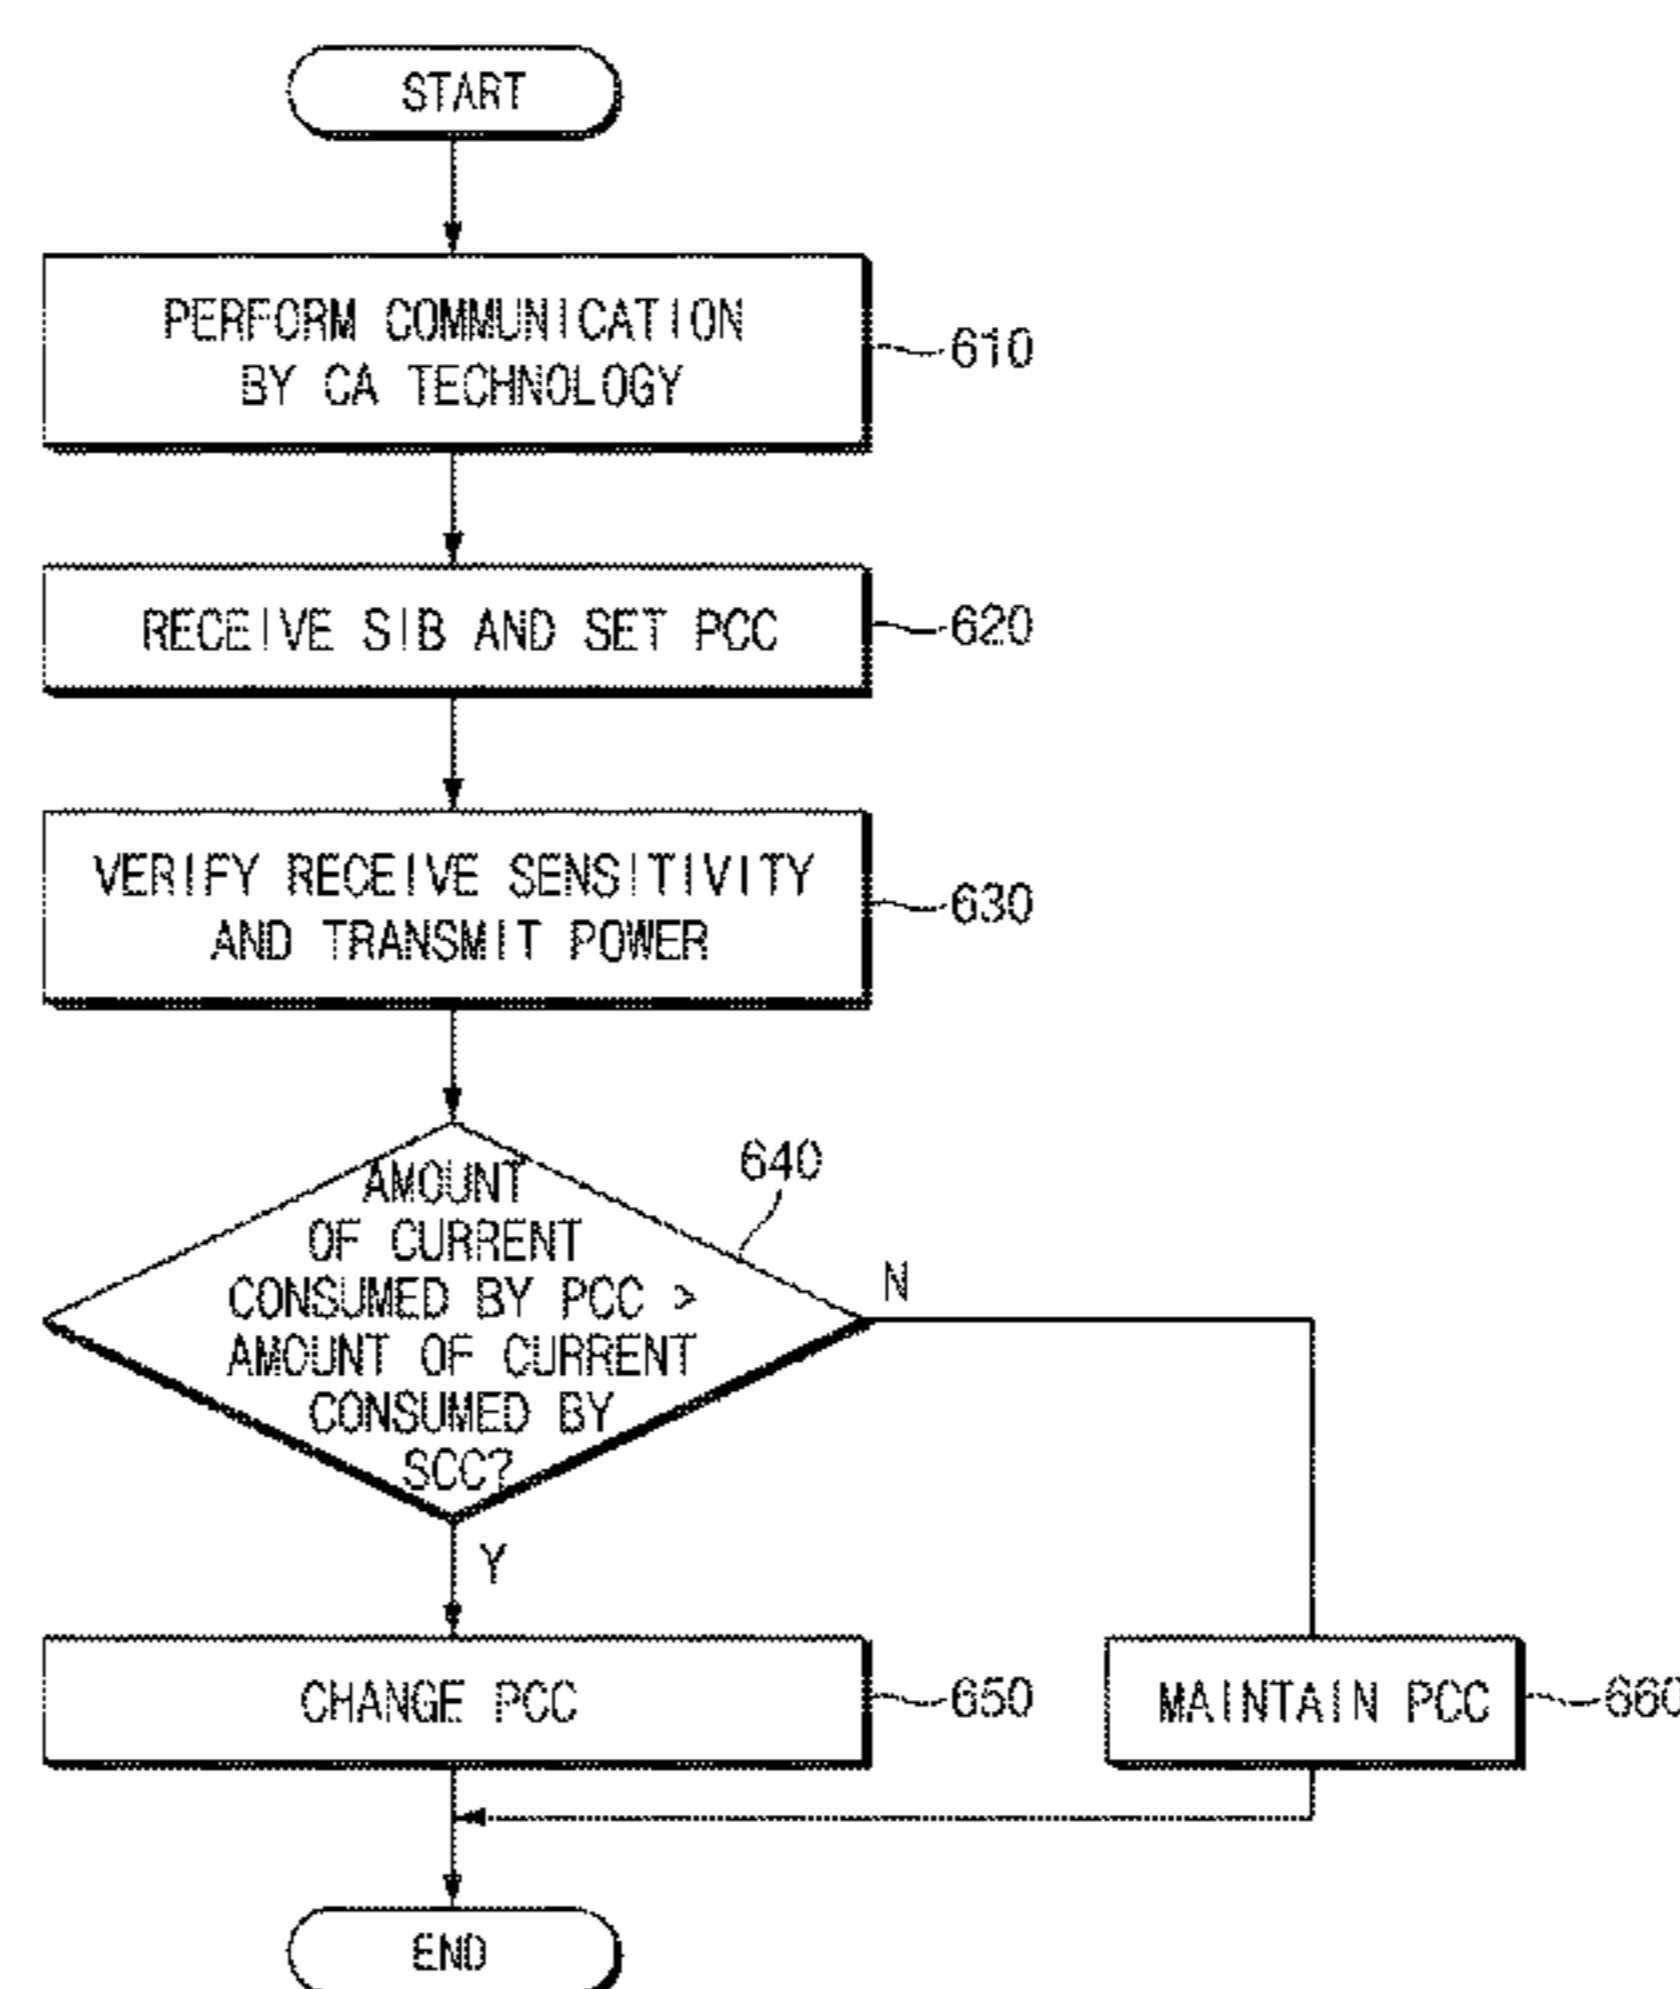 START
PERFORM COMMUNICATION
BY CA TECHNOLOGY
610
RECEIVE SIB AND SET PCC
620
VERIFY RECEIVE SENSITIVITY
AND TRANSMIT POWER
630
640
AMOUNT
OF CURRENT
CONSUMED BY PCC >
AMOUNT OF CURRENT
CONSUMED BY
SCC?
N
Y
CHANGE PCC
650
MAINTAIN PCC
660
END